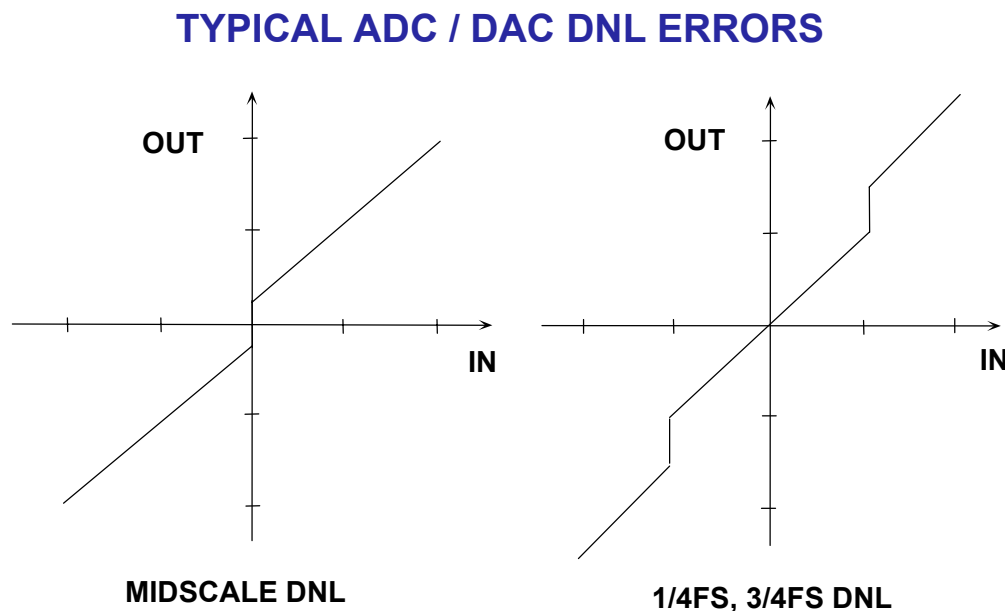 TYPICAL ADC / DAC DNL ERRORS
OUT
IN
MIDSCALE DNL
OUT
IN
1/4FS, 3/4FS DNL